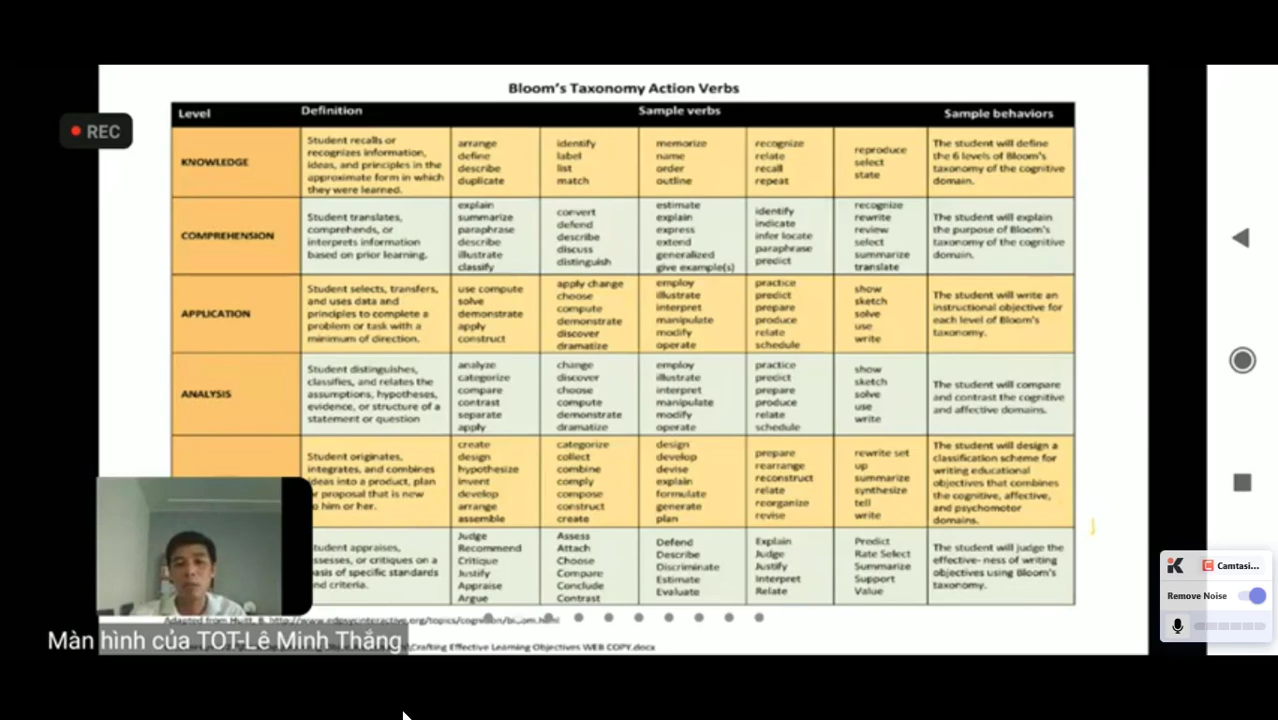 Bloom's Taxonomy Action Verbs
REC
Level
Definition
Sample verbs
Sample behaviors
KNOWLEDGE
Student recalls or
recognizes information,
ideas, and principles in the
approximate form in which
they were learned.
arrange
define
describe
duplicate
identify
label
list
match
memorize
name
order
outline
recognize
relate
recall
repeat
reproduce
select
state
The student will define
the 6 levels of Bloom's
taxonomy of the cognitive
domain.
COMPREHENSION
Student translates,
comprehends, or
interprets information
based on prior learning.
explain
summarize
paraphrase
describe
illustrate
classify
convert
defend
describe
discuss
distinguish
estimate
explain
express
extend
generalized
give example(s)
identify
indicate
infer locate
paraphrase
predict
recognize
rewrite
review
select
summarize
translate
The student will explain
the purpose of Bloom's
taxonomy of the cognitive
domain.
APPLICATION
Student selects, transfers,
and uses data and
principles to complete a
problem or task with a
minimum of direction.
use compute
solve
demonstrate
apply
construct
apply change
choose
compute
demonstrate
discover
dramatize
employ
illustrate
interpret
manipulate
modify
operate
practice
predict
prepare
produce
relate
schedule
show
sketch
solve
use
write
The student will write an
instructional objective for
each level of Bloom's
taxonomy.
ANALYSIS
Student distinguishes,
classifies, and relates the
assumptions, hypotheses,
evidence, or structure of a
statement or question
analyze
categorize
compare
contrast
separate
apply
change
discover
choose
compute
demonstrate
dramatize
employ
illustrate
interpret
manipulate
modify
operate
practice
predict
prepare
produce
relate
schedule
show
sketch
solve
use
write
The student will compare
and contrast the cognitive
and affective domains.
Student originates,
integrates, and combines
ideas into a product, plan
or proposal that is new
to him or her.
create
design
hypothesize
invent
develop
arrange
assemble
categorize
collect
combine
comply
compose
construct
create
design
develop
devise
explain
formulate
generate
plan
prepare
rearrange
reconstruct
relate
reorganize
revise
rewrite set
up
summarize
synthesize
tell
write
The student will design a
classification scheme for
writing educational
objectives that combines
the cognitive, affective,
and psychomotor
domains.
tudent appraises,
ssesses, or critiques on a
asis of specific standards
nd criteria.
Judge
Recommend
Critique
Justify
Appraise
Argue
Assess
Attach
Choose
Compare
Conclude
Contrast
Defend
Describe
Discriminate
Estimate
Evaluate
Explain
Judge
Justify
Interpret
Relate
Predict
Rate Select
Summarize
Support
Value
The student will judge the
effective- ness of writing
objectives using Bloom's
taxonomy.
Màn hình của TOT-Lê Minh Thắng
Crafting Effective Learning Objectives WEB COPY.docx
Camtasi...
Remove Noise